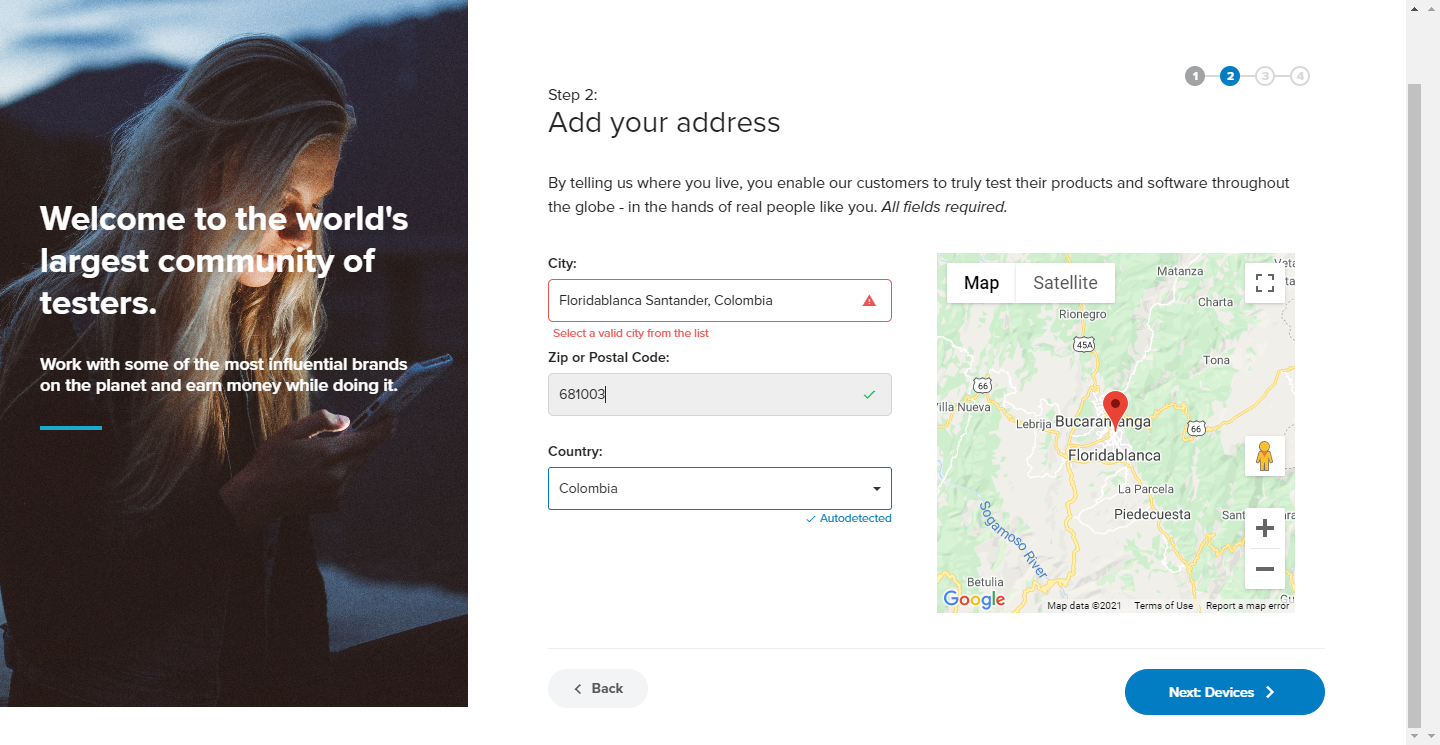 Welcome to the world's
largest community of
testers.
Work with some of the most influential brands
on the planet and earn money while doing it.
1 2 3 4
Step 2:
Add your address
By telling us where you live, you enable our customers to truly test their products and software throughout
the globe - in the hands of real people like you. All fields required.
City:
Floridablanca Santander, Colombia
Select a valid city from the list
Zip or Postal Code:
681003
Country:
Colombia
Autodetected
Map Satellite
Matanza
Charta
Rionegro
45A
Tona
66
Villa Nueva
Lebrija
Bucaramanga
66
Floridablanca
La Parcela
Piedecuesta
Sogamoso River
Betulia
Google
Map data ©2021 Terms of Use Report a map error
Back
Next: Devices